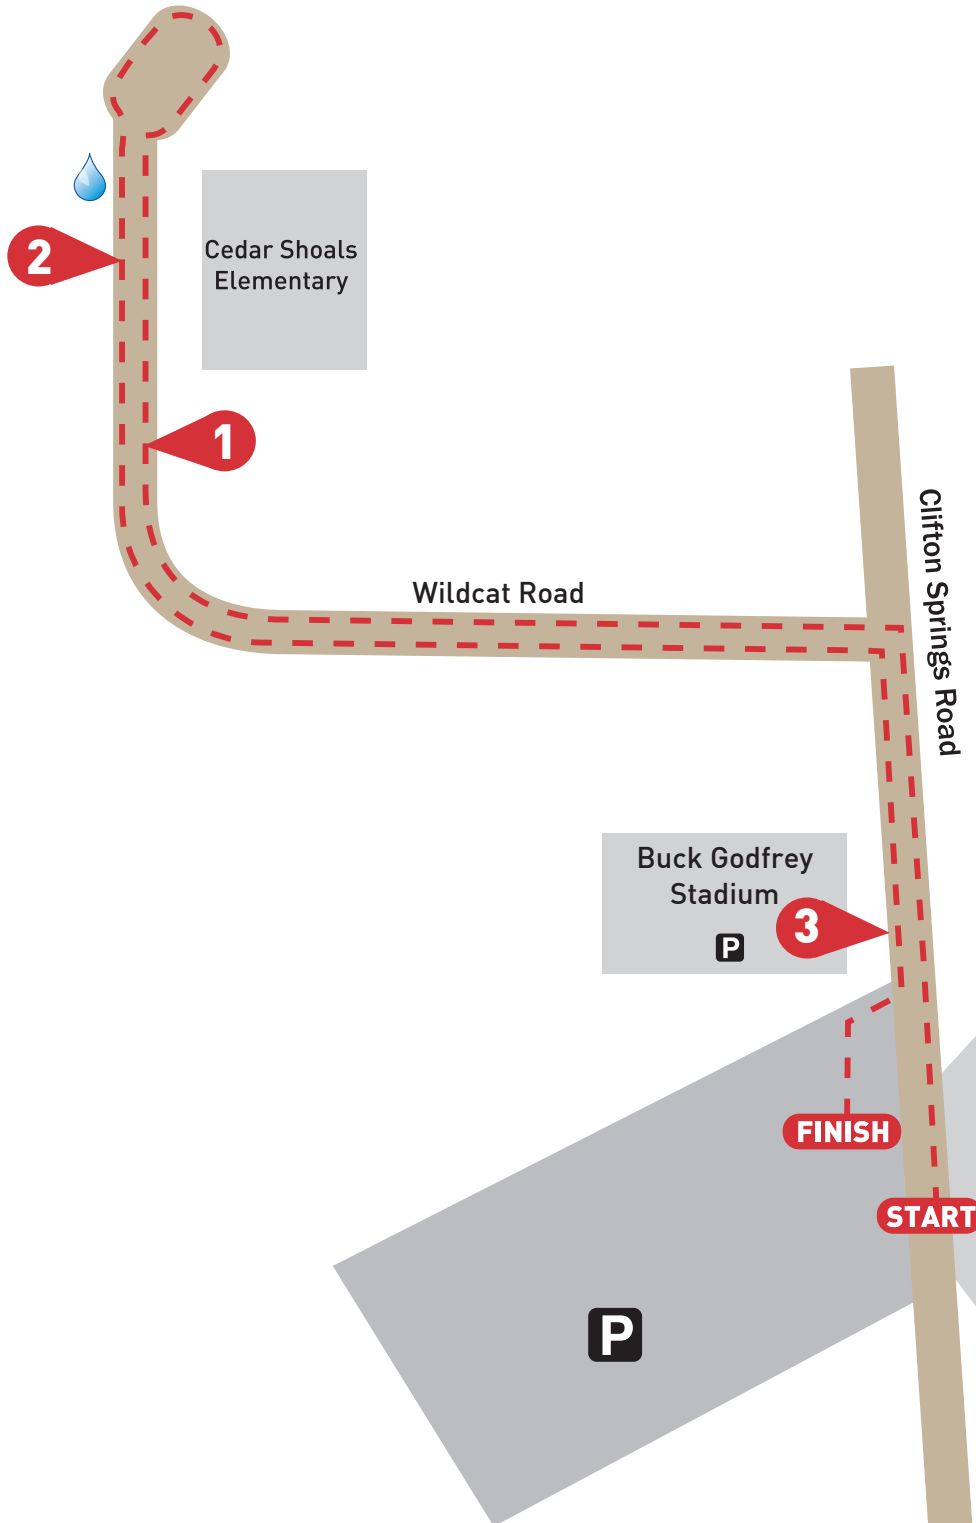 2
Cedar Shoals
Elementary
1
Clifton Springs Road
Wildcat Road
Buck Godfrey
Stadium
3
P
FINISH
START
P